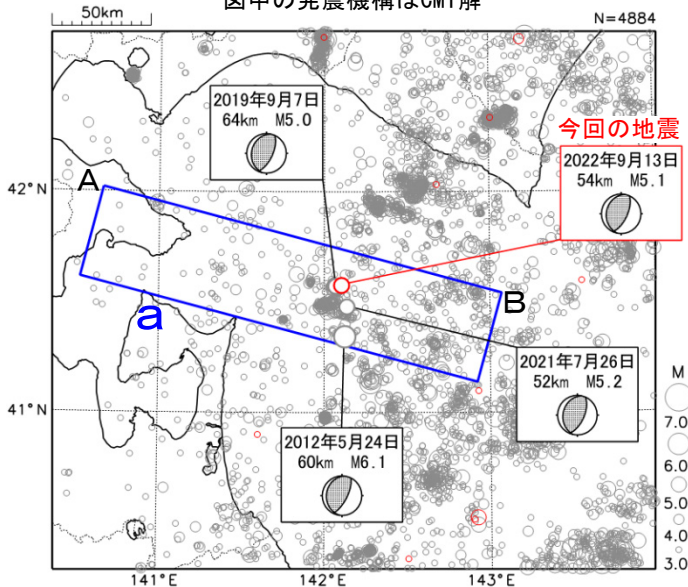 図中の発震機構はCMT解
50km
N=4884
2019年9月7日
64km M5.0
今回の地震
2022年9月13日
54km M5.1
42°N
A
B
a
2021年7月26日
52km M5.2
M
7.0
6.0
5.0
4.0
3.0
41°N
2012年5月24日
60km M6.1
141°E
142°E
143°E